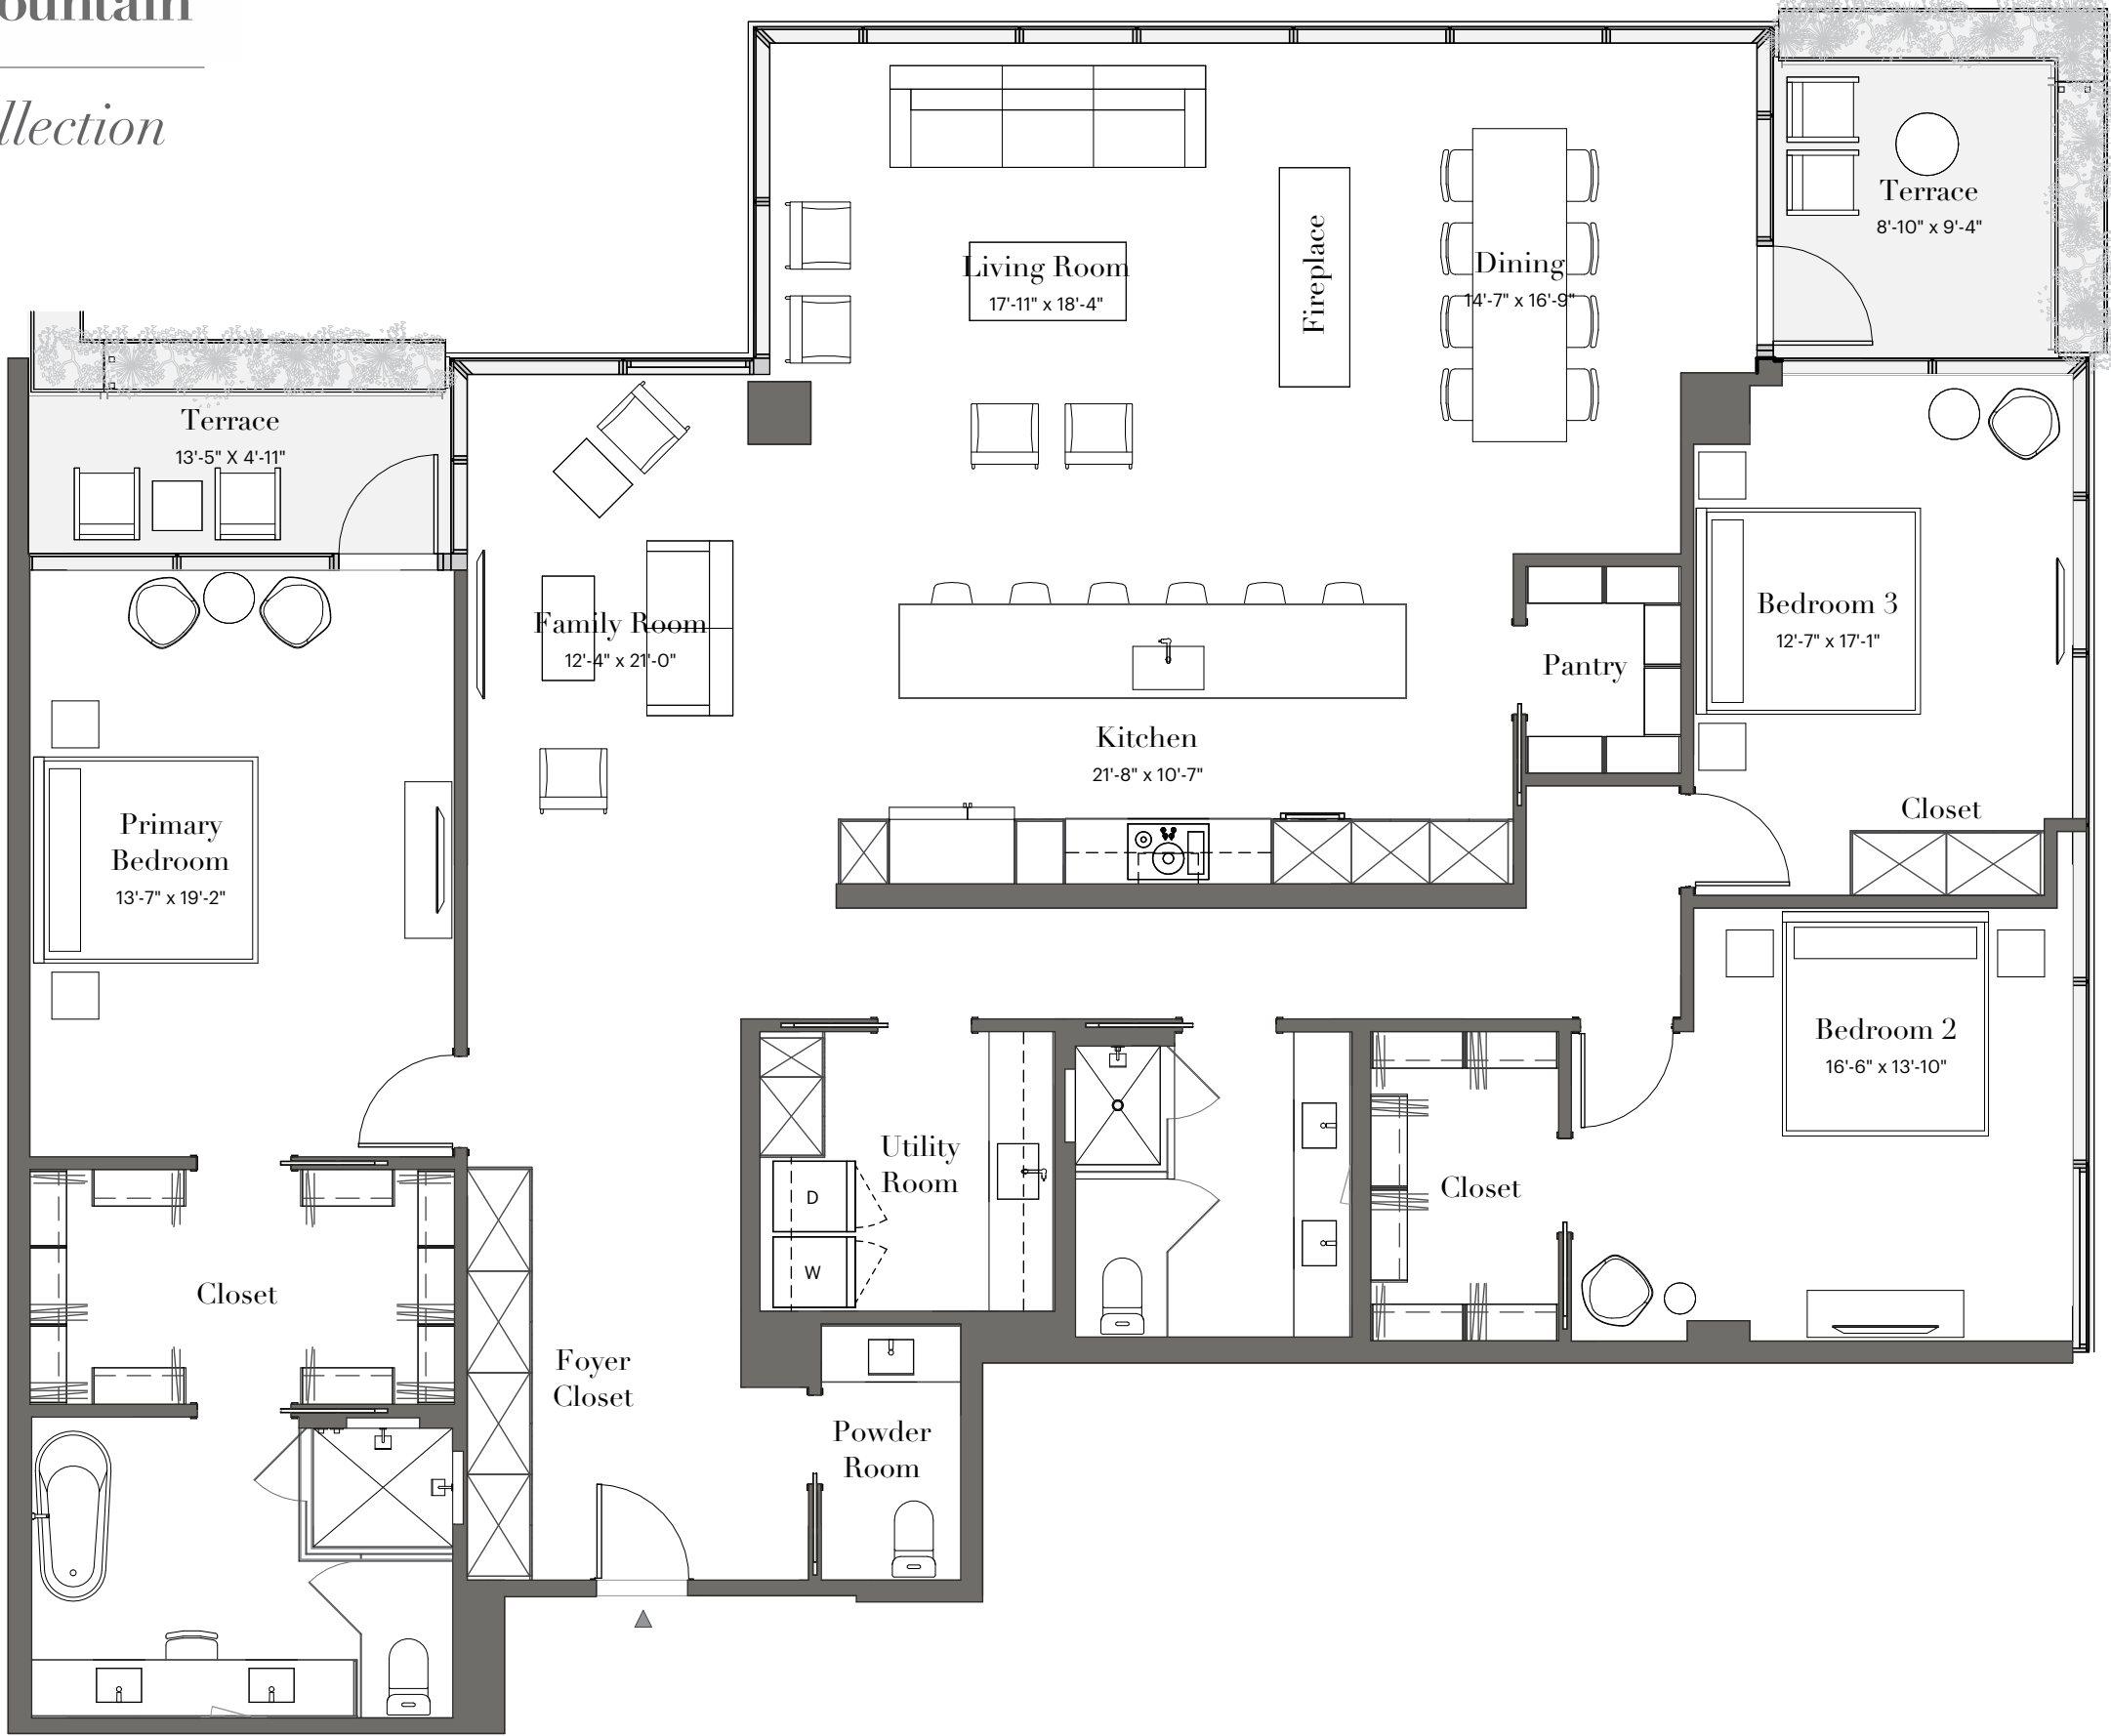 ountain
llection
Terrace
8'-10" x 9'-4"
Living Room
17'-11" x 18'-4"
Fireplace
Dining
14'-7" x 16'-9"
Terrace
13'-5" X 4'-11"
Family Room
12'-4" x 21'-0"
Bedroom 3
12'-7" x 17'-1"
Pantry
Kitchen
21'-8" x 10'-7"
Primary
Bedroom
13'-7" x 19'-2"
Closet
Bedroom 2
16'-6" x 13'-10"
Utility
Room
D
W
Closet
Closet
Foyer
Closet
Powder
Room